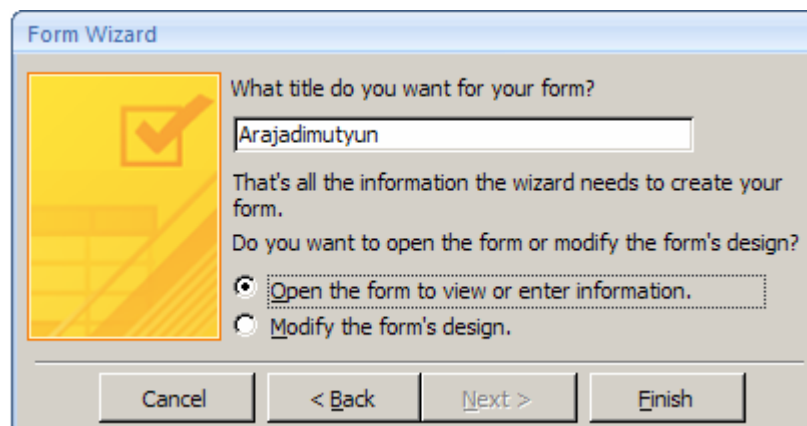 Form Wizard
What title do you want for your form?
Arajadimutyun
That's all the information the wizard needs to create your
form.
Do you want to open the form or modify the form's design?
Open the form to view or enter information.
Modify the form's design.
Cancel < Back Next > Finish